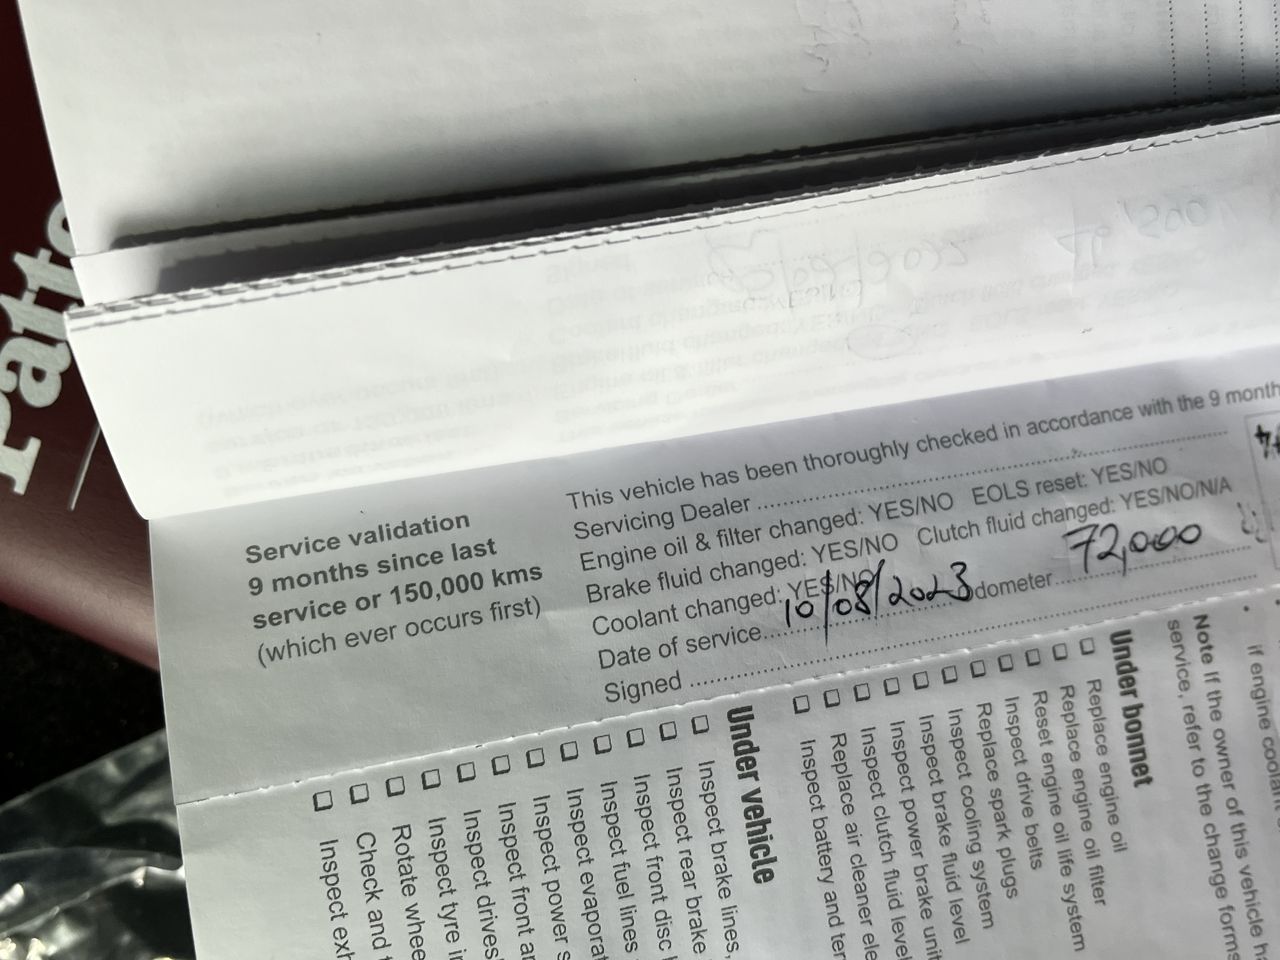 Service validation
9 months since last
service or 150,000 kms
(which ever occurs first)
This vehicle has been thoroughly checked in accordance with the 9 month
Servicing Dealer
Engine oil & filter changed: YES/NO EOLS reset: YES/NO
Brake fluid changed: YES/NO Clutch fluid changed: YES/NO/N/A
Coolant changed: YES/NO
Date of service 10/08/2023 dometer 72,000
Signed
Note If the owner of this vehicle ha
service, refer to the change forms
if engine coolant
Under bonnet
Replace engine oil
Replace engine oil filter
Reset engine oil life system
Inspect drive belts
Replace spark plugs
Inspect cooling system
Inspect brake fluid level
Inspect power brake unit
Inspect clutch fluid level
Replace air cleaner ele
Inspect battery and ter
Under vehicle
Inspect brake lines,
Inspect rear brake
Inspect front disc
Inspect fuel lines
Inspect evaporat
Inspect power s
Inspect front an
Inspect drives
Inspect tyre i
Rotate whee
Check and
Inspect exh